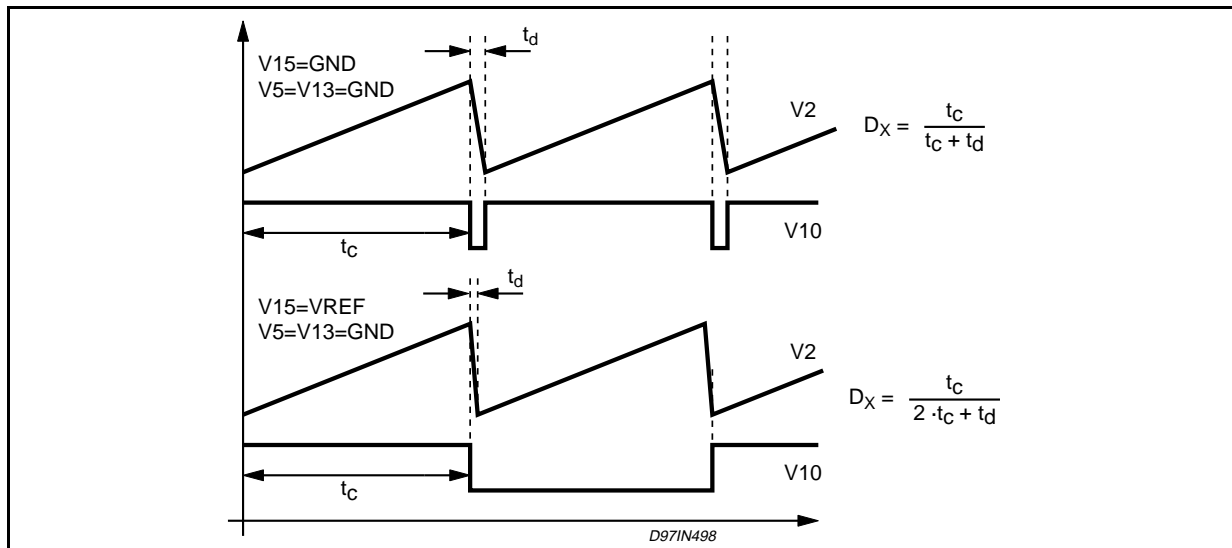 t_d
V15=GND
V5=V13=GND
V2
D_X = t_c / t_c + t_d
V10
t_c
t_d
V15=VREF
V5=V13=GND
V2
D_X = t_c / 2 · t_c + t_d
V10
t_c
D97IN498